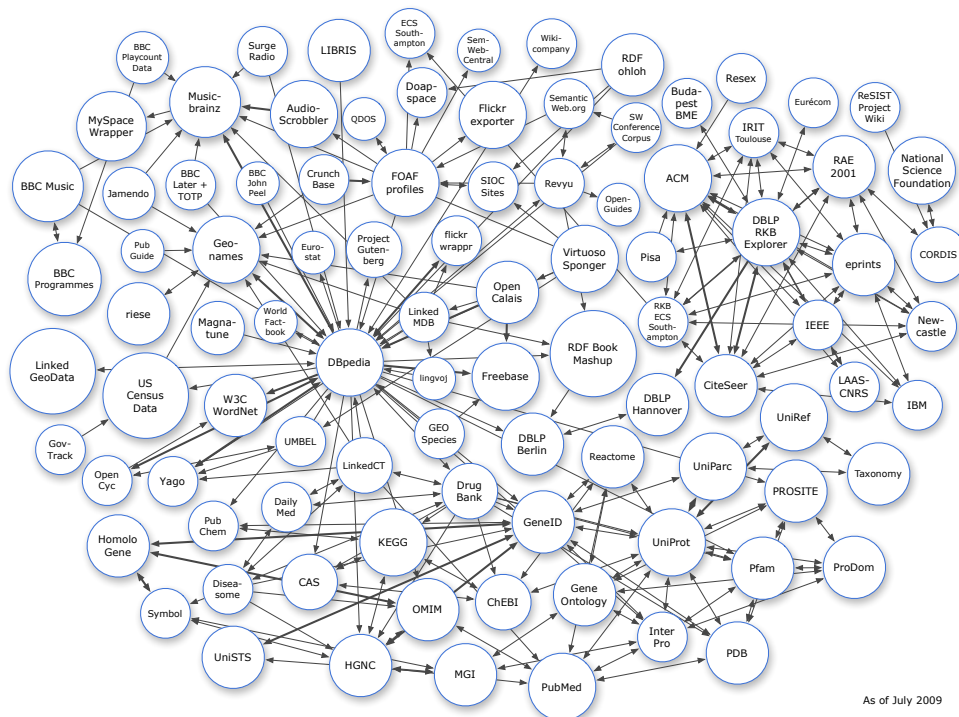 ECS
South-
ampton
BBC
Playcount
Data
Surge
Radio
LIBRIS
Sem-
Web-
Central
Wiki-
company
RDF
ohloh
Music-
brainz
Doap-
space
Resex
Buda-
pest
BME
Eurécom
ReSIST
Project
Wiki
MySpace
Wrapper
Audio-
Scrobbler
QDOS
Flickr
exporter
Semantic
Web.org
SW
Conference
Corpus
IRIT
Toulouse
RAE
2001
National
Science
Foundation
BBC Music
Jamendo
BBC
Later +
TOTP
BBC
John
Peel
Crunch
Base
FOAF
profiles
SIOC
Sites
Revyu
Open-
Guides
ACM
DBLP
RKB
Explorer
Pub
Guide
Geo-
names
Euro-
stat
Project
Guten-
berg
flickr
wrappr
Virtuoso
Sponger
Pisa
eprints
CORDIS
BBC
Programmes
riese
World
Fact-
book
Linked
MDB
Open
Calais
RKB
ECS
South-
ampton
IEEE
New-
castle
Magna-
tune
DBpedia
RDF Book
Mashup
Linked
GeoData
US
Census
Data
W3C
WordNet
lingvoj
Freebase
DBLP
Hannover
CiteSeer
LAAS-
CNRS
IBM
Gov-
Track
Open
Cyc
Yago
UMBEL
GEO
Species
DBLP
Berlin
UniRef
LinkedCT
Reactome
UniParc
Taxonomy
Daily
Med
Drug
Bank
PROSITE
Pub
Chem
Homolo
Gene
KEGG
GeneID
UniProt
Pfam
ProDom
Disea-
some
CAS
Symbol
OMIM
ChEBI
Gene
Ontology
Inter
Pro
UniSTS
HGNC
MGI
PubMed
PDB
As of July 2009